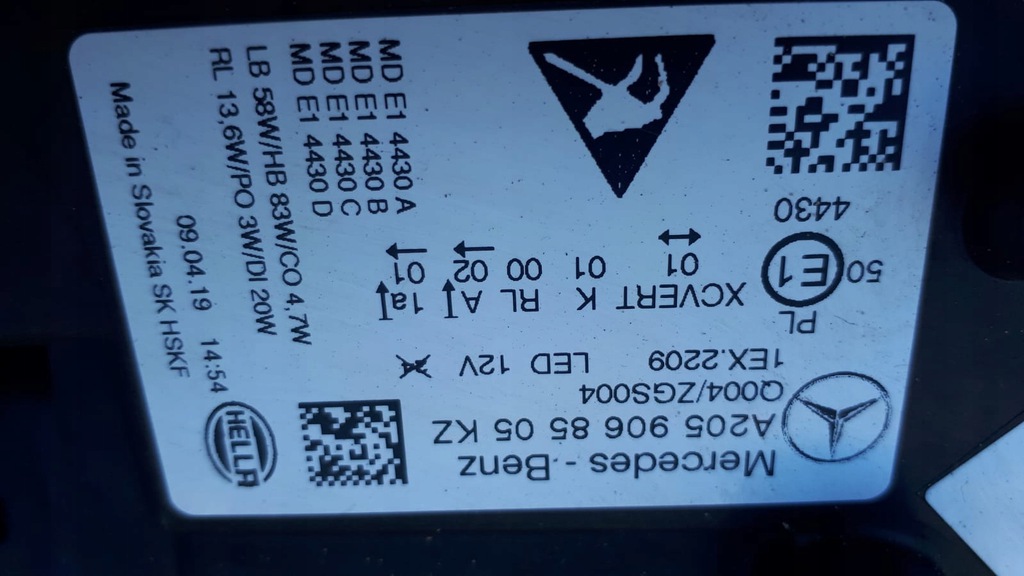 Mercedes - Benz
A205 906 85 05 KZ
Q004/ZGS004
1EX.2209 LED 12V
PL
50 E1 XCVERT K RL A 1a
01 01 00 02 01
4430
MD E1 4430 A
MD E1 4430 B
MD E1 4430 C
MD E1 4430 D
LB 58W/HB 83W/CO 4,7W
RL 13,6W/PO 3W/DI 20W
09.04.19 14:54
Made in Slovakia SK HSKF
HELLA